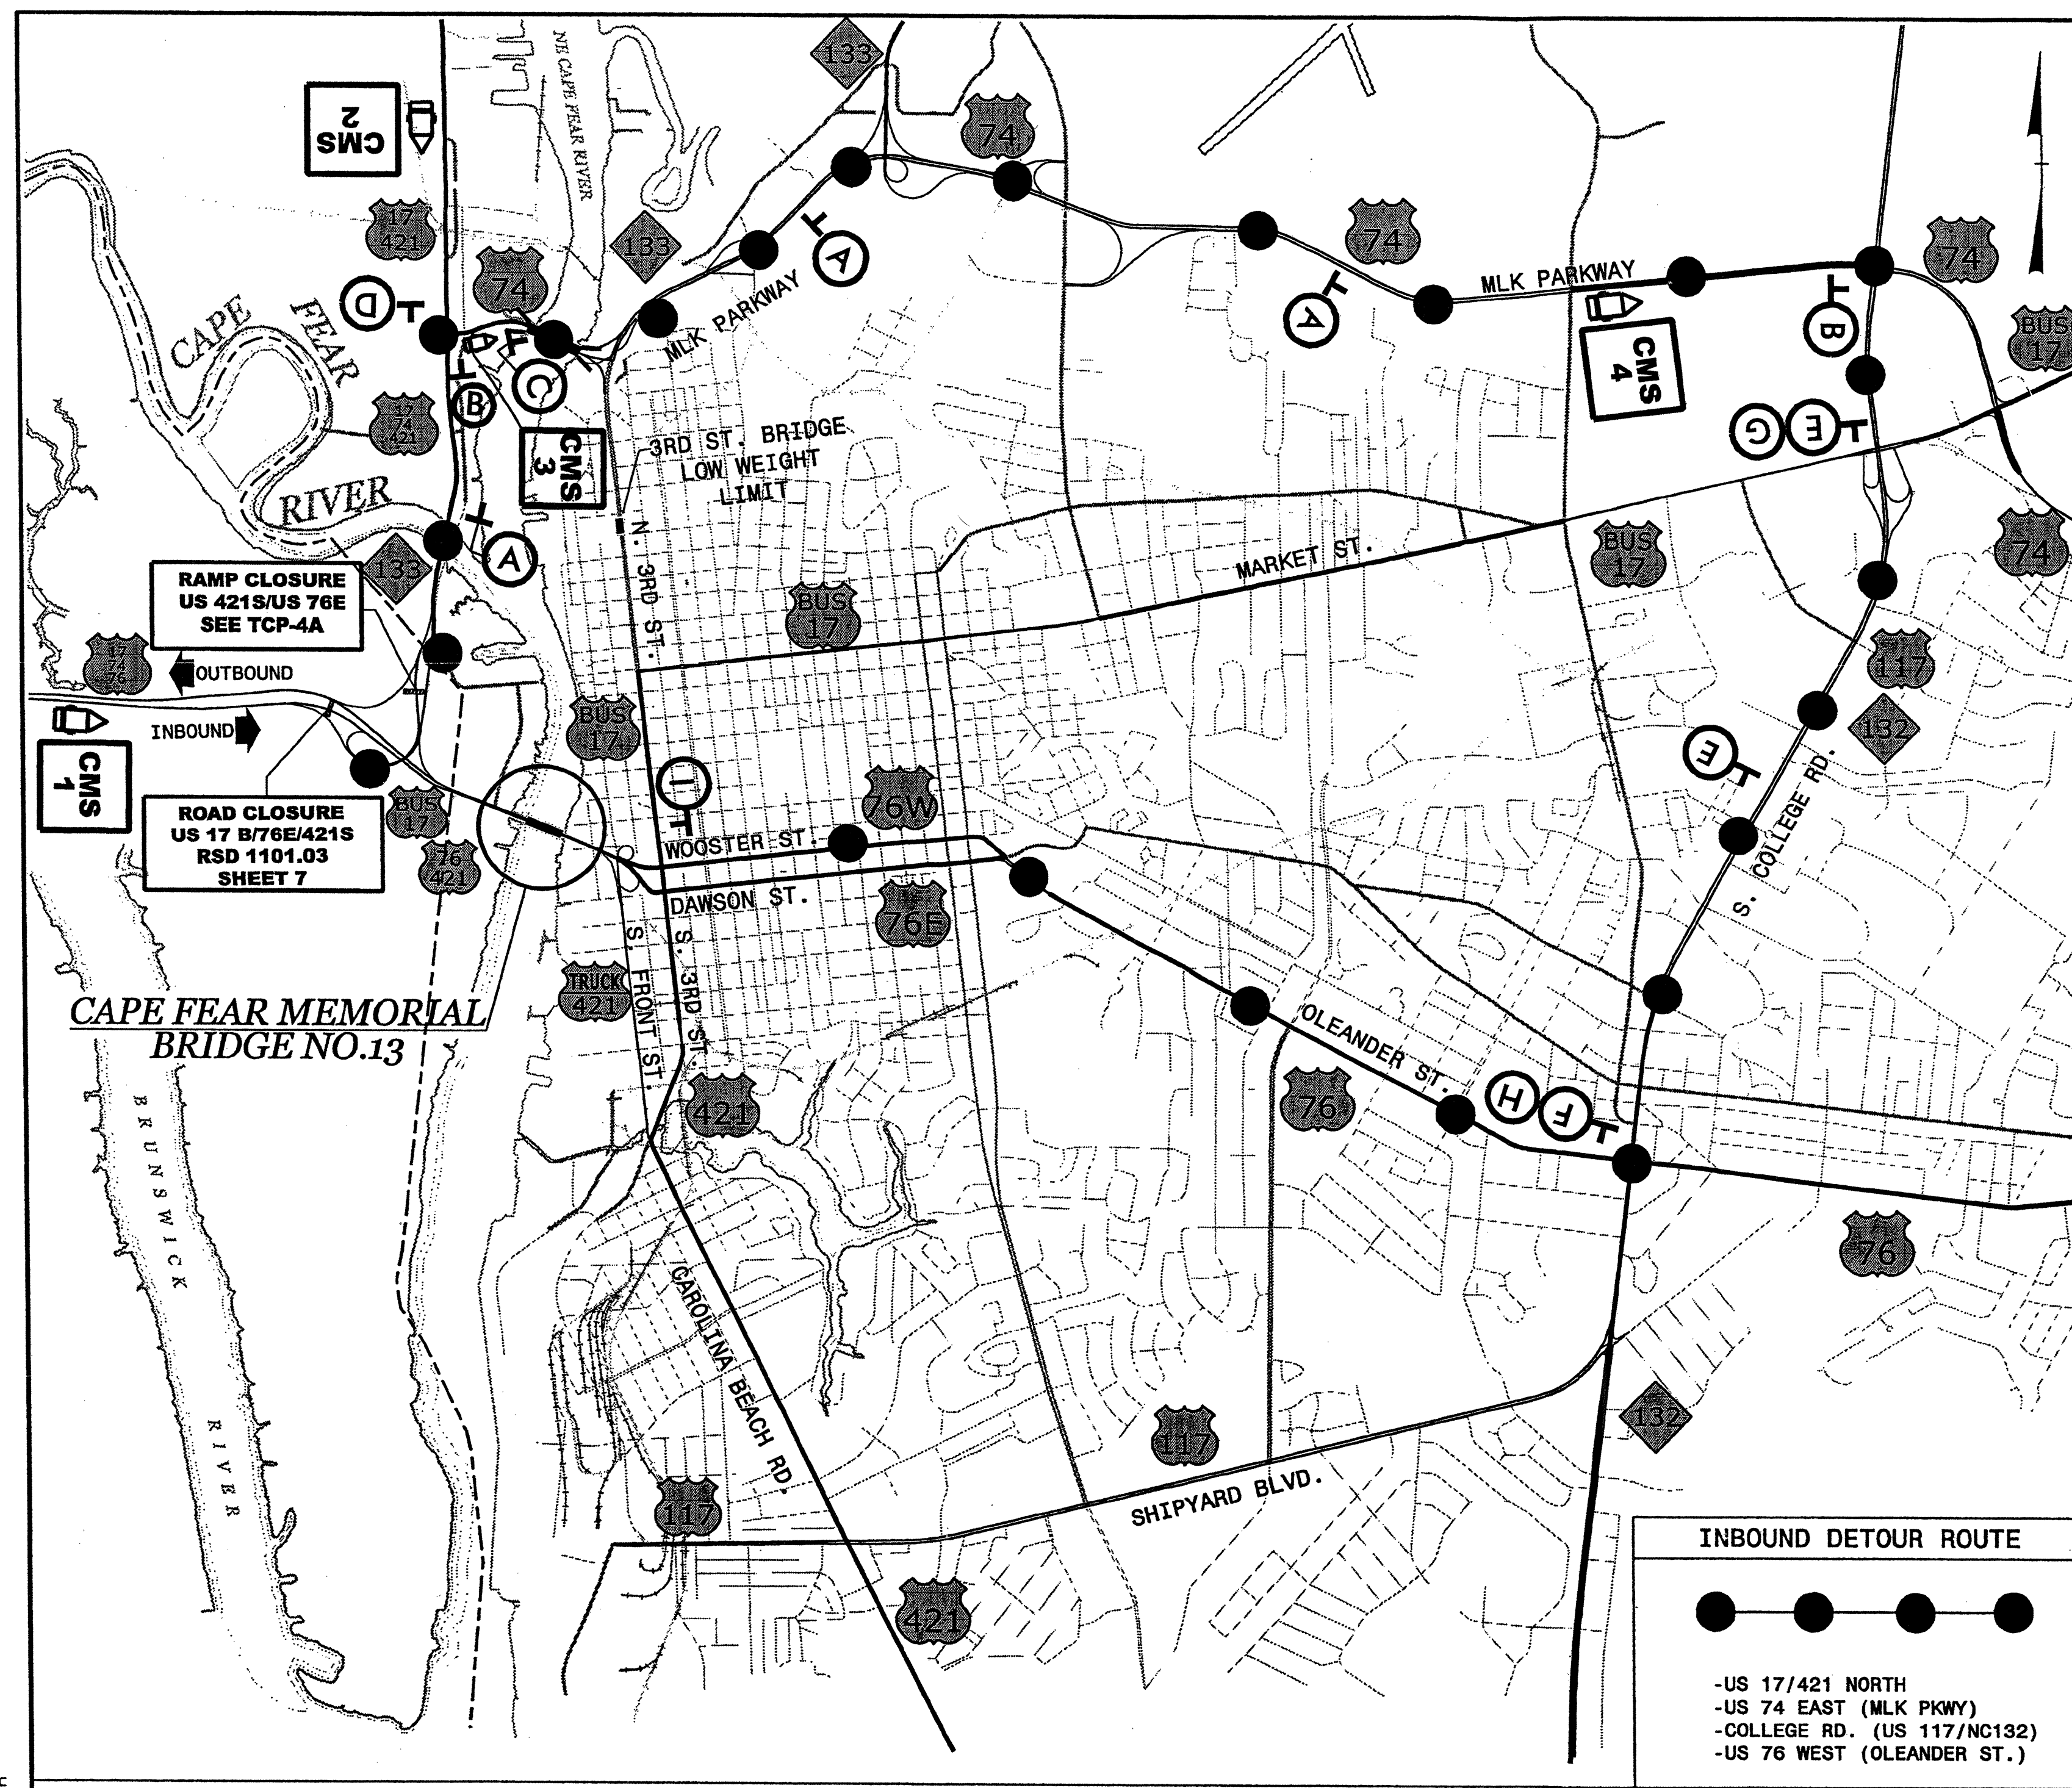 133
NE CAPE FEAR RIVER
CMS
2
74
17
421
133
74
A
74
MLK PARKWAY
74
D
CAPE
FEAR
74
MLK PARKWAY
A
B
BUS
17
CMS
4
B
C
17
74
421
CMS
3
3RD ST. BRIDGE
LOW WEIGHT
LIMIT
G
E
RIVER
N. 3RD ST.
A
133
MARKET ST.
BUS
17
74
RAMP CLOSURE
US 421S/US 76E
SEE TCP-4A
BUS
17
17
74
76
OUTBOUND
117
INBOUND
BUS
17
132
E
CMS
1
I
76W
ROAD CLOSURE
US 17 B/76E/421S
RSD 1101.03
SHEET 7
BUS
17
WOOSTER ST.
S. COLLEGE RD.
76
421
DAWSON ST.
76E
S. FRONT ST.
S. 3RD ST.
TRUCK
421
CAPE FEAR MEMORIAL
BRIDGE NO.13
OLEANDER ST.
421
76
H
F
BRUNSWICK
RIVER
76
CAROLINA BEACH RD.
117
132
117
SHIPYARD BLVD.
421
INBOUND DETOUR ROUTE
-US 17/421 NORTH
-US 74 EAST (MLK PKWY)
-COLLEGE RD. (US 117/NC132)
-US 76 WEST (OLEANDER ST.)